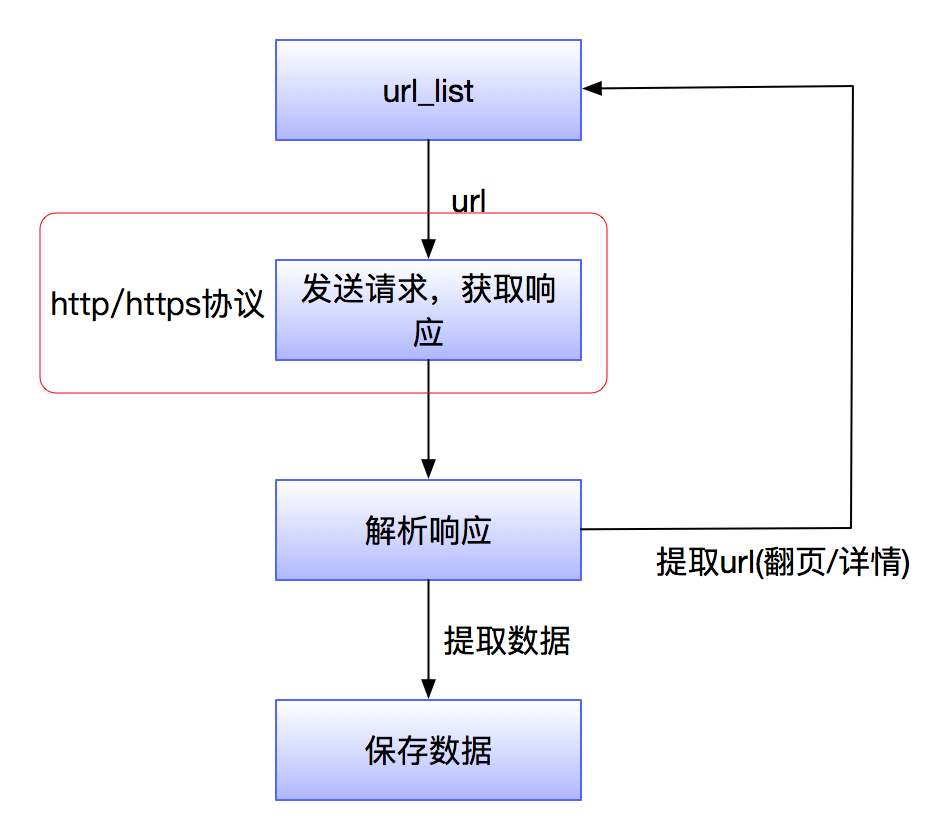 url_list
url
http/https协议
发送请求，获取响
应
解析响应
提取url(翻页/详情)
提取数据
保存数据